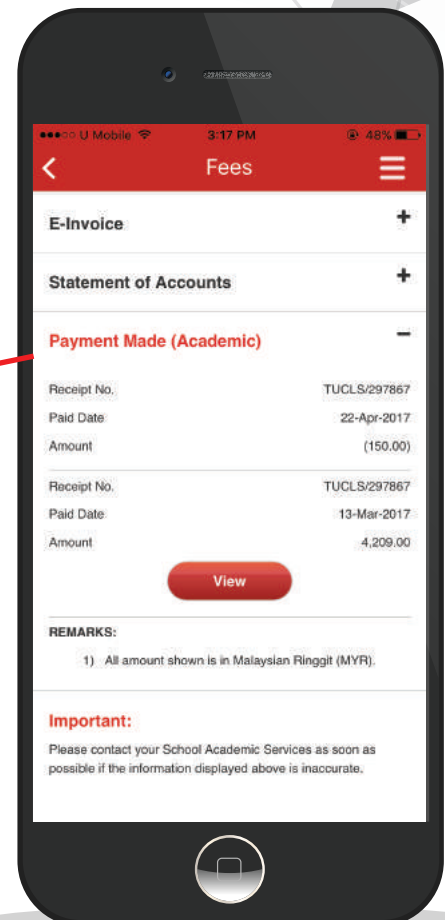 U Mobile 3:17 PM 48%
Fees
E-Invoice +
Statement of Accounts +
Payment Made (Academic) −
Receipt No. TUCLS/297867
Paid Date 22-Apr-2017
Amount (150.00)
Receipt No. TUCLS/297867
Paid Date 13-Mar-2017
Amount 4,209.00
View
REMARKS:
1) All amount shown is in Malaysian Ringgit (MYR).
Important:
Please contact your School Academic Services as soon as
possible if the information displayed above is inaccurate.